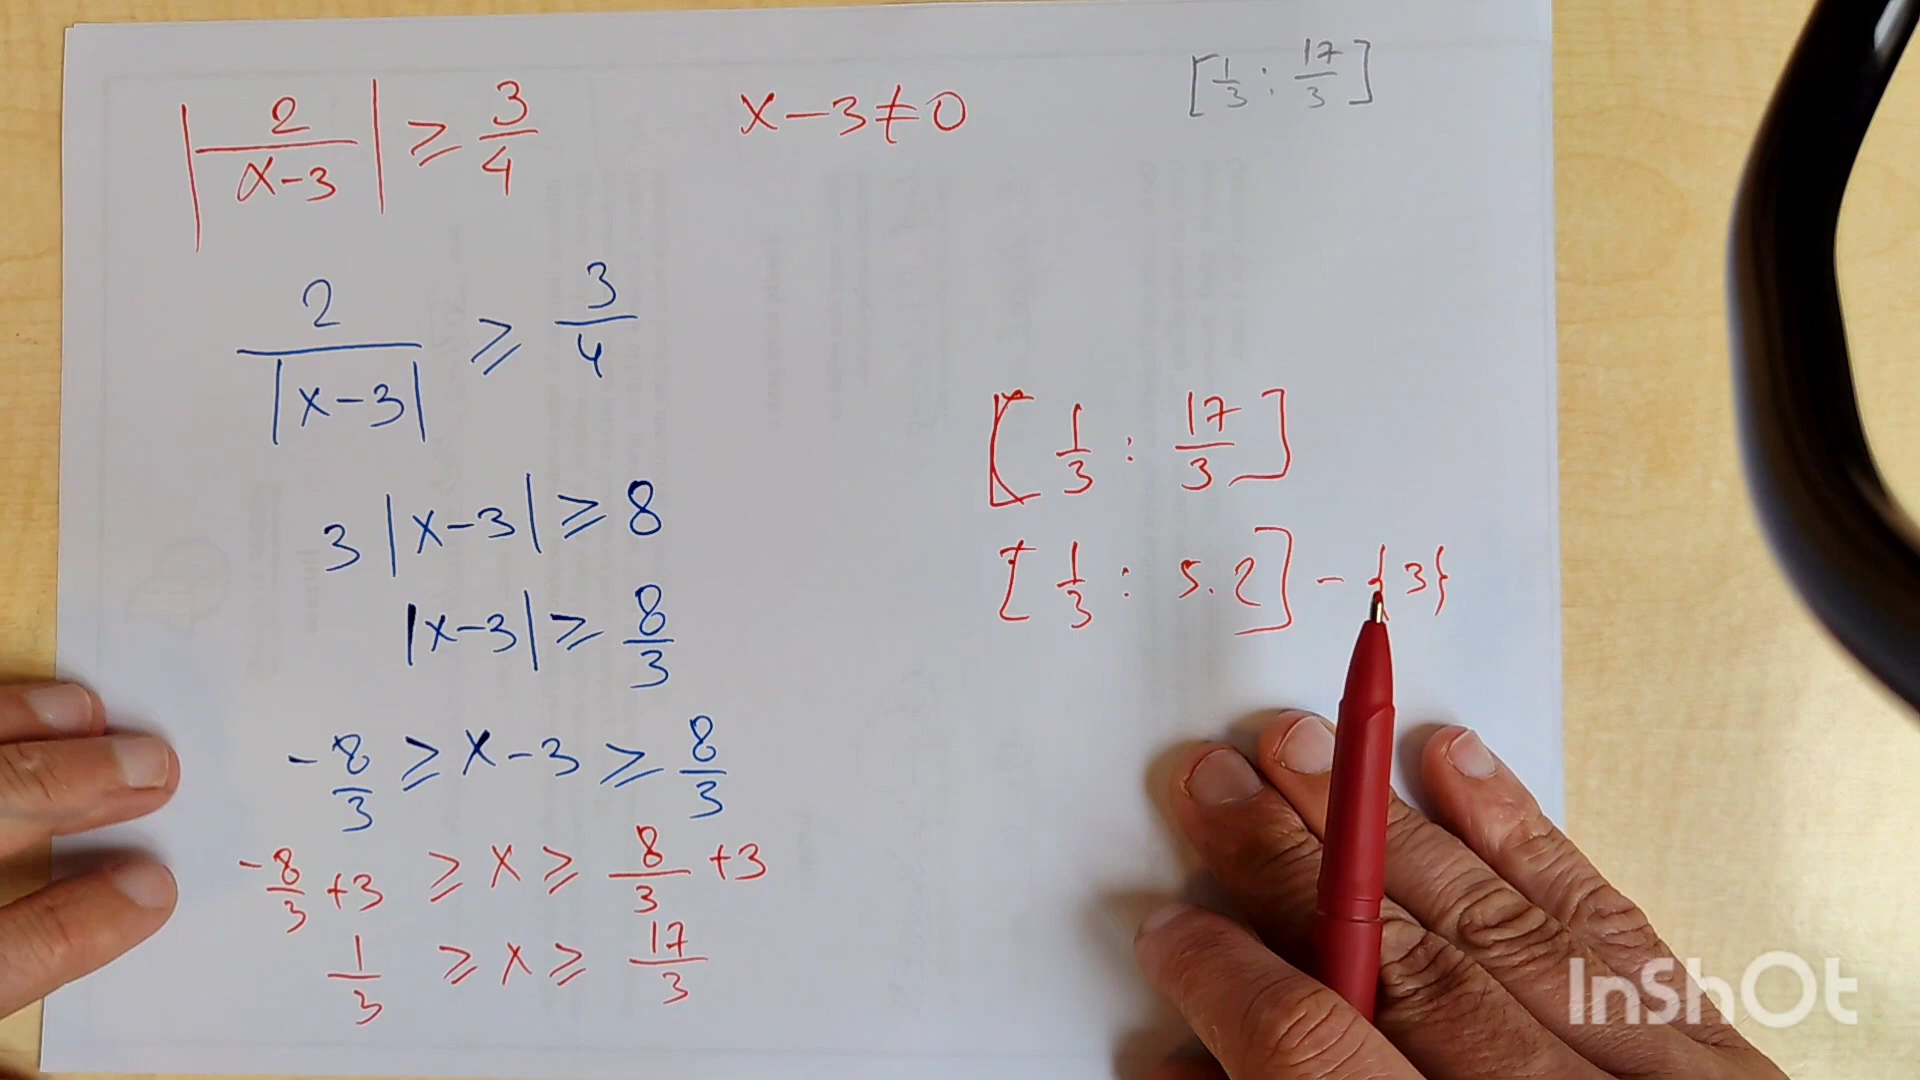 |2/(x-3)| ≥ 3/4
x-3≠0
[1/3 : 17/3]
2/|x-3| ≥ 3/4
3|x-3| ≥ 8
|x-3| ≥ 8/3
-8/3 ≥ x-3 ≥ 8/3
-8/3 +3 ≥ x ≥ 8/3 +3
1/3 ≥ x ≥ 17/3
[1/3 : 17/3]
[1/3 : 5.2] - {3}
InShOt